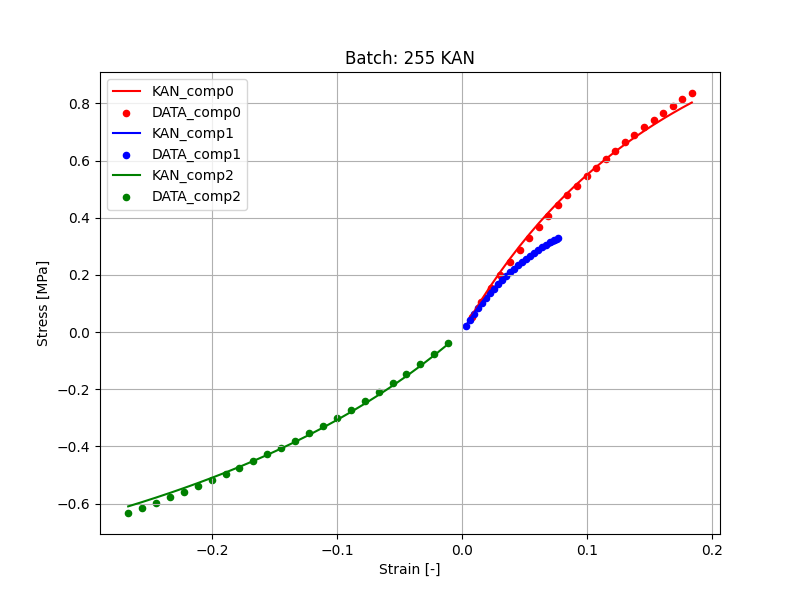 Batch: 255 KAN
KAN_comp0
DATA_comp0
KAN_comp1
DATA_comp1
KAN_comp2
DATA_comp2
Stress [MPa]
0.8
0.6
0.4
0.2
0.0
−0.2
−0.4
−0.6
−0.2
−0.1
0.0
0.1
0.2
Strain [-]